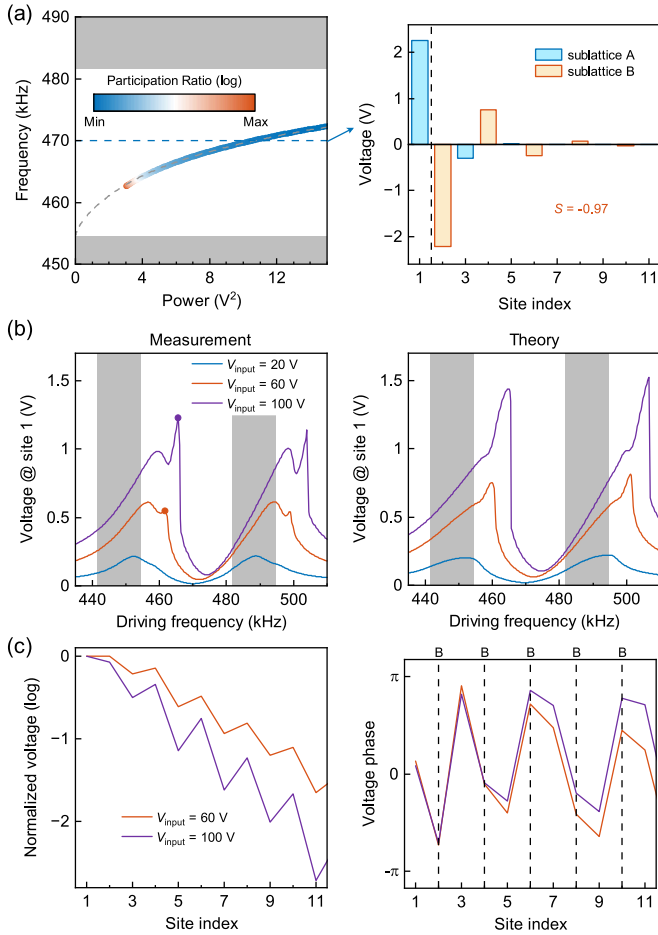 (a)
490
480
470
460
450
Frequency (kHz)
Participation Ratio (log)
Min
Max
0
4
8
12
Power (V²)
2
1
0
−1
−2
Voltage (V)
sublattice A
sublattice B
S = -0.97
1
3
5
7
9
11
Site index
(b)
Measurement
1.5
1
0.5
0
Voltage @ site 1 (V)
V_input = 20 V
V_input = 60 V
V_input = 100 V
440
460
480
500
Driving frequency (kHz)
Theory
1.5
1
0.5
0
Voltage @ site 1 (V)
440
460
480
500
Driving frequency (kHz)
(c)
0
−1
−2
Normalized voltage (log)
V_input = 60 V
V_input = 100 V
1
3
5
7
9
11
Site index
B
B
B
B
B
π
0
-π
Voltage phase
1
3
5
7
9
11
Site index